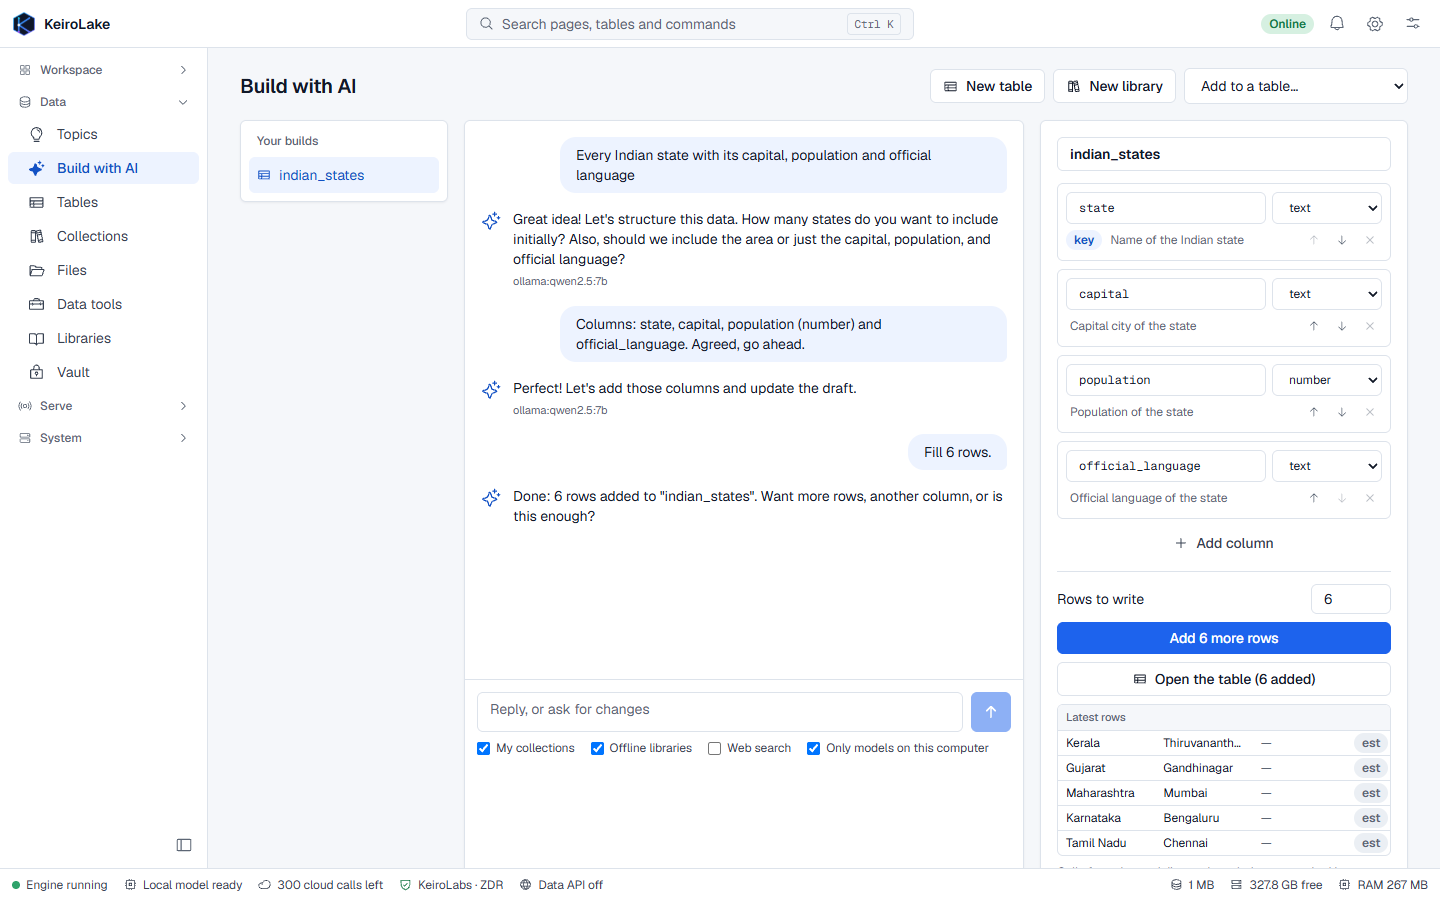 KeiroLake
Search pages, tables and commands
Ctrl K
Online
Workspace
Data
Topics
Build with AI
Tables
Collections
Files
Data tools
Libraries
Vault
Serve
System
Build with AI
New table
New library
Add to a table...
Your builds
indian_states
Every Indian state with its capital, population and official
language
Great idea! Let's structure this data. How many states do you want to include
initially? Also, should we include the area or just the capital, population, and
official language?
ollama:qwen2.5:7b
Columns: state, capital, population (number) and
official_language. Agreed, go ahead.
Perfect! Let's add those columns and update the draft.
ollama:qwen2.5:7b
Fill 6 rows.
Done: 6 rows added to "indian_states". Want more rows, another column, or is
this enough?
Reply, or ask for changes
My collections
Offline libraries
Web search
Only models on this computer
indian_states
state
text
key
Name of the Indian state
capital
text
Capital city of the state
population
number
Population of the state
official_language
text
Official language of the state
Add column
Rows to write
6
Add 6 more rows
Open the table (6 added)
Latest rows
Kerala Thiruvananth... — est
Gujarat Gandhinagar — est
Maharashtra Mumbai — est
Karnataka Bengaluru — est
Tamil Nadu Chennai — est
Engine running
Local model ready
300 cloud calls left
KeiroLabs · ZDR
Data API off
1 MB
327.8 GB free
RAM 267 MB